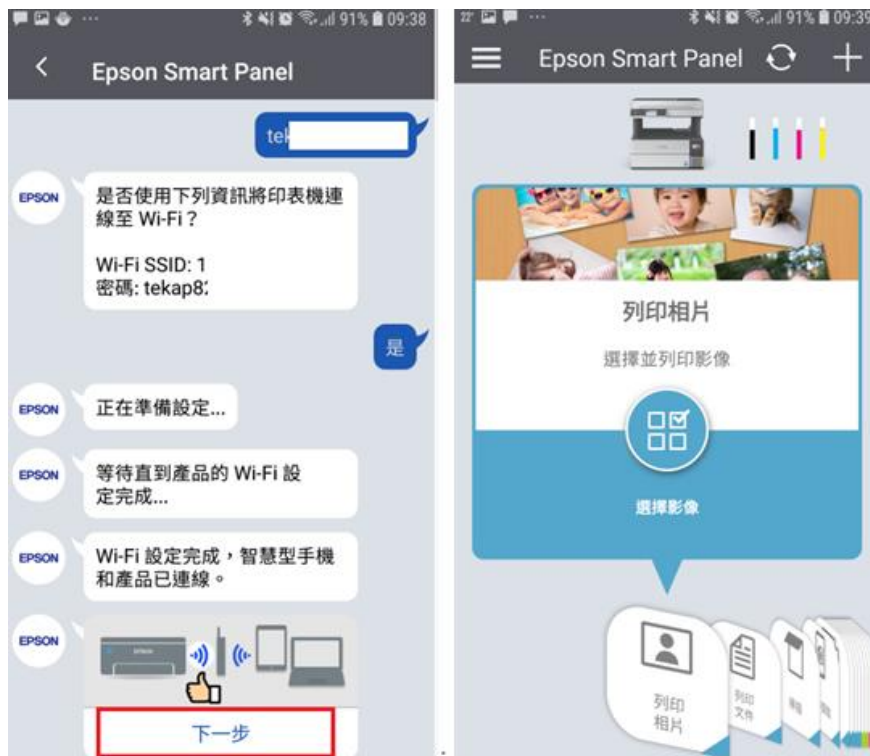 91% 09:38
Epson Smart Panel
tek
EPSON
是否使用下列資訊將印表機連
線至 Wi-Fi？
Wi-Fi SSID: 1
密碼: tekap82
是
EPSON
正在準備設定...
EPSON
等待直到產品的 Wi-Fi 設
定完成...
EPSON
Wi-Fi 設定完成，智慧型手機
和產品已連線。
EPSON
下一步
22° 91% 09:39
Epson Smart Panel
列印相片
選擇並列印影像
選擇影像
列印
相片
列印
文件